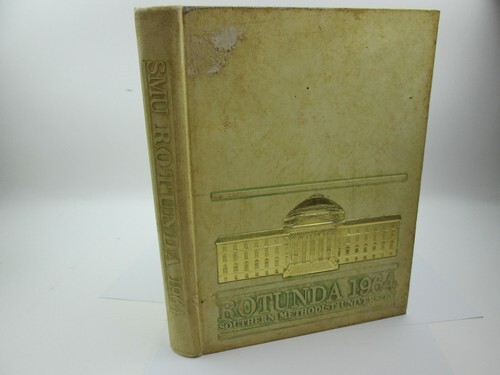 SMU ROTUNDA 1964
ROTUNDA 1964
SOUTHERN METHODIST UNIVERSITY